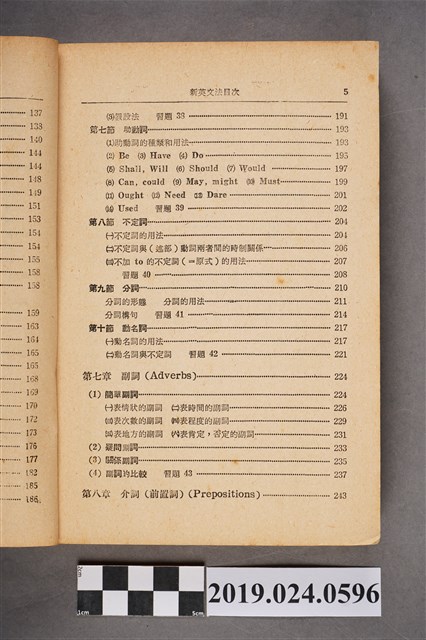 137
138
140
144
144
148
149
151
153
154
155
158
158
159
163
164
165
165
168
169
170
172
173
176
177
182
185
186
新英文法目次 5
⑶假設法 習題 38 191
第七節 助動詞 193
⑴助動詞的種類和用法 193
⑵ Be ⑶ Have ⑷ Do 195
⑸ Shall, Will ⑹ Should ⑺ Would 197
⑻ Can, could ⑼ May, might ⑽ Must 199
⑾ Ought ⑿ Need ⒀ Dare 201
⒁ Used 習題 39 202
第八節 不定詞 204
㈠不定詞的用法 204
㈡不定詞與(述部)動詞兩者間的時制關係 206
㈢不加 to 的不定詞(=原式)的用法 207
習題 40 208
第九節 分詞 210
分詞的形態 分詞的用法 211
分詞構句 習題 41 214
第十節 動名詞 217
㈠動名詞的用法 217
㈡動名詞與不定詞 習題 42 221
第七章 副詞 (Adverbs) 224
(1) 簡單副詞 224
㈠表情狀的副詞 ㈡表時間的副詞 226
㈢表次數的副詞 ㈣表程度的副詞 229
㈤表地方的副詞 ㈥表肯定,否定的副詞 231
(2) 疑問副詞 233
(3) 關係副詞 235
(4) 副詞的比較 習題 43 237
第八章 介詞 (前置詞) (Prepositions) 243
2cm
1cm 5cm
2019.024.0596